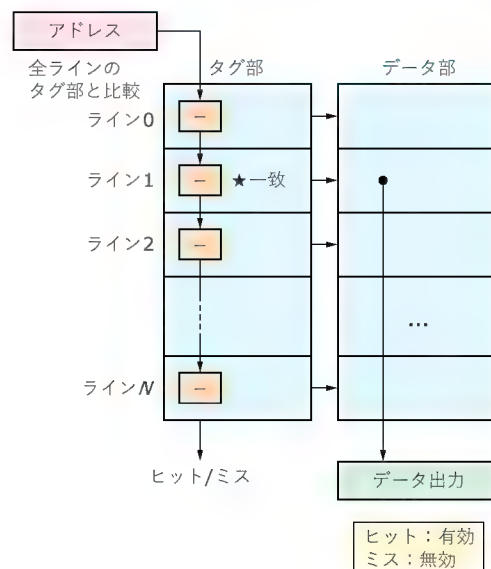 アドレス
全ラインの
タグ部と比較
タグ部
データ部
ライン0
−
ライン1
−
★一致
ライン2
−
...
ラインN
−
ヒット/ミス
データ出力
ヒット：有効
ミス：無効